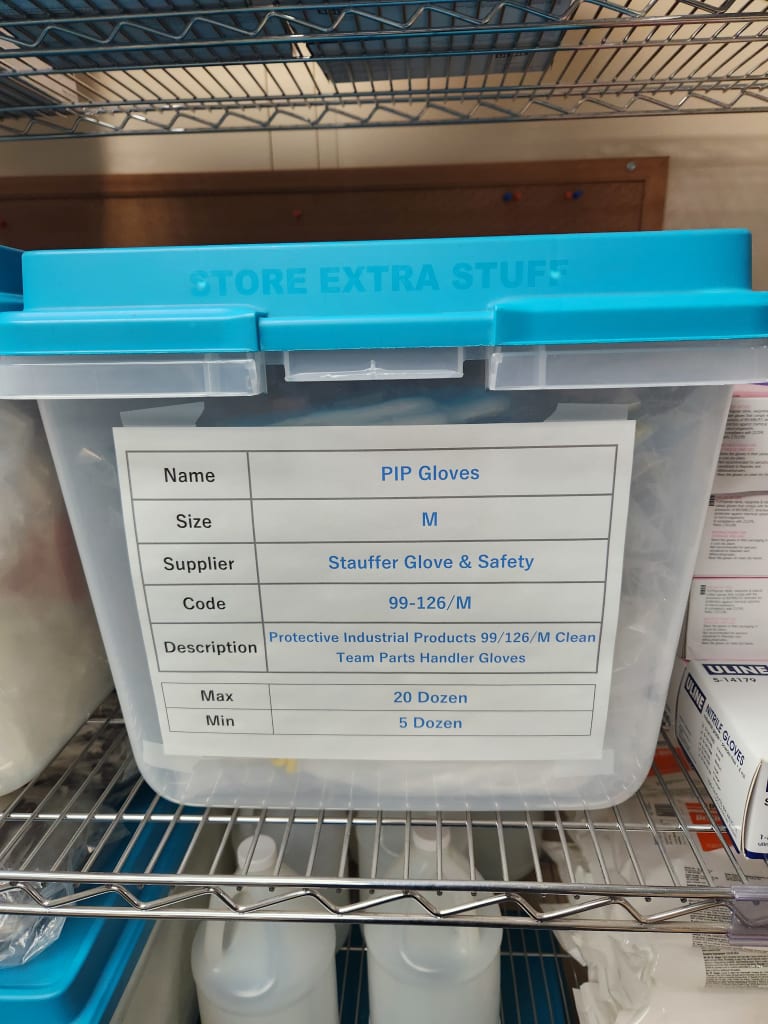 STORE EXTRA STUFF
Name PIP Gloves
Size M
Supplier Stauffer Glove & Safety
Code 99-126/M
Description Protective Industrial Products 99/126/M Clean
Team Parts Handler Gloves
Max 20 Dozen
Min 5 Dozen
ULINE
S-14179
ULINE
NITRILE GLOVES